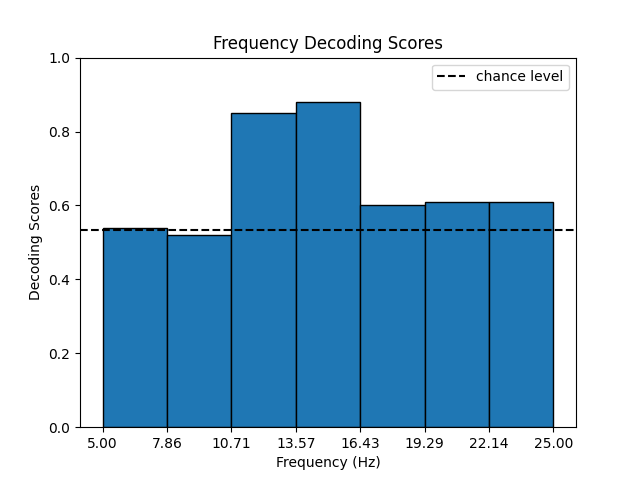 Frequency Decoding Scores
chance level
Decoding Scores
1.0
0.8
0.6
0.4
0.2
0.0
5.00 7.86 10.71 13.57 16.43 19.29 22.14 25.00
Frequency (Hz)